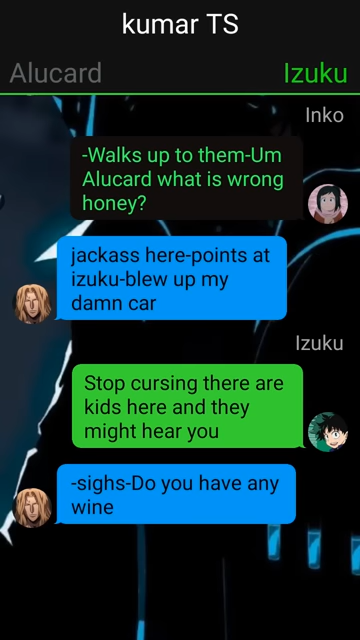 kumar TS
Alucard
Izuku
Inko
-Walks up to them-Um
Alucard what is wrong
honey?
jackass here-points at
izuku-blew up my
damn car
Izuku
Stop cursing there are
kids here and they
might hear you
-sighs-Do you have any
wine